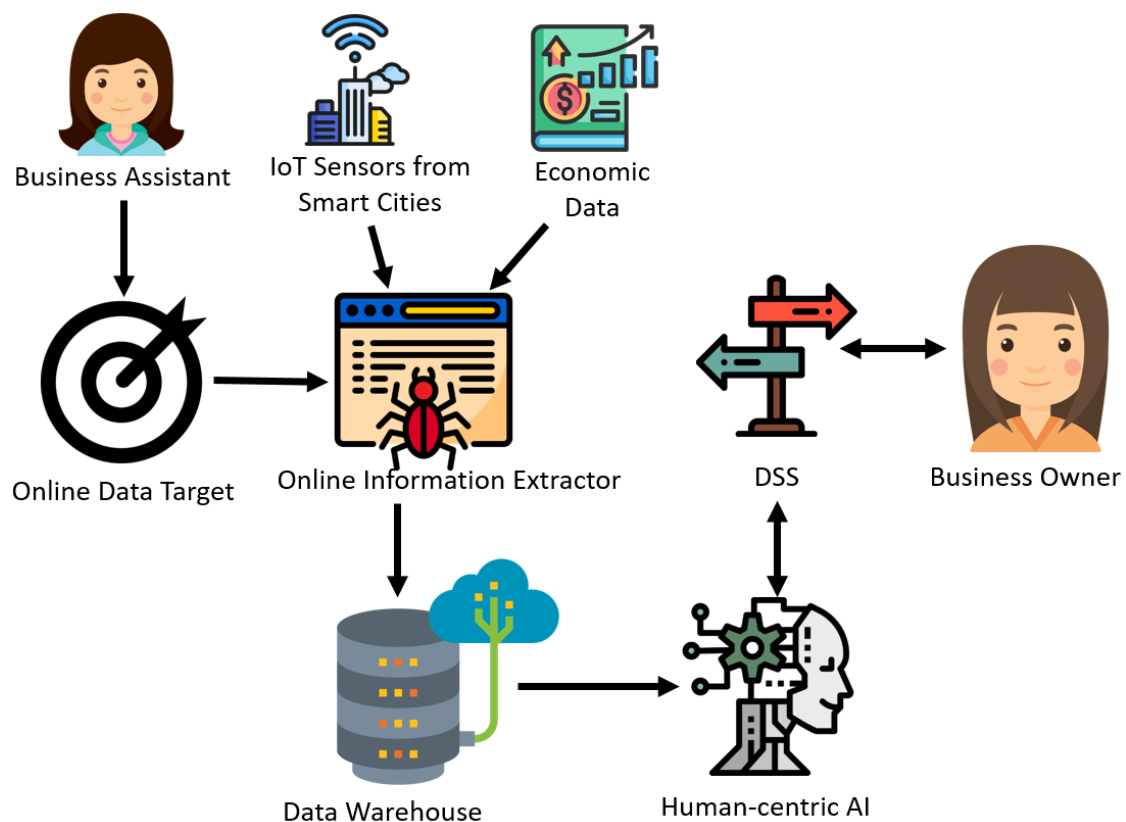 Business Assistant
IoT Sensors from
Smart Cities
Economic
Data
$
Online Data Target
Online Information Extractor
DSS
Business Owner
Data Warehouse
Human-centric AI